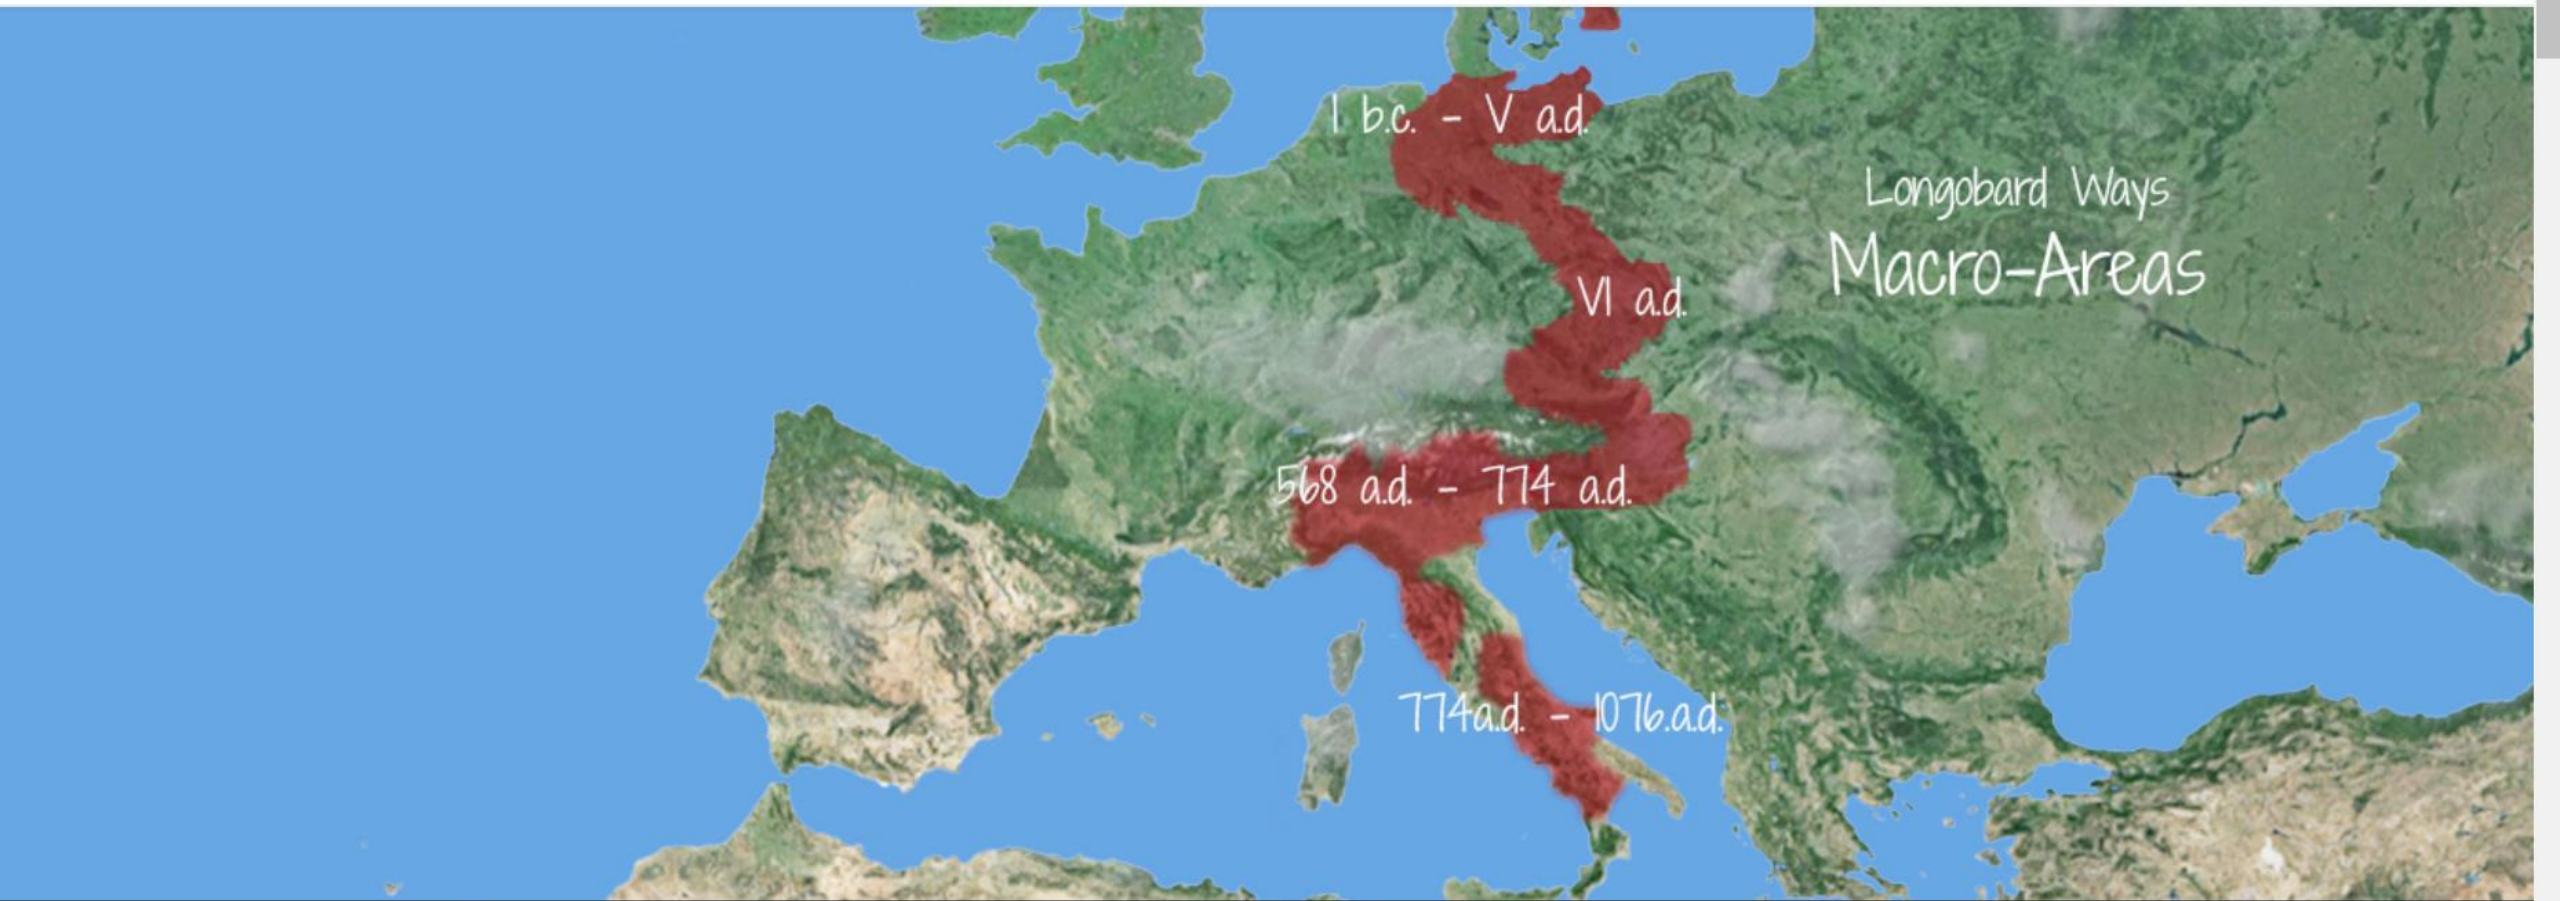 I b.c. - V a.d.
Longobard Ways
Macro-Areas
VI a.d.
568 a.d. - 774 a.d.
774a.d. - 1076.a.d.